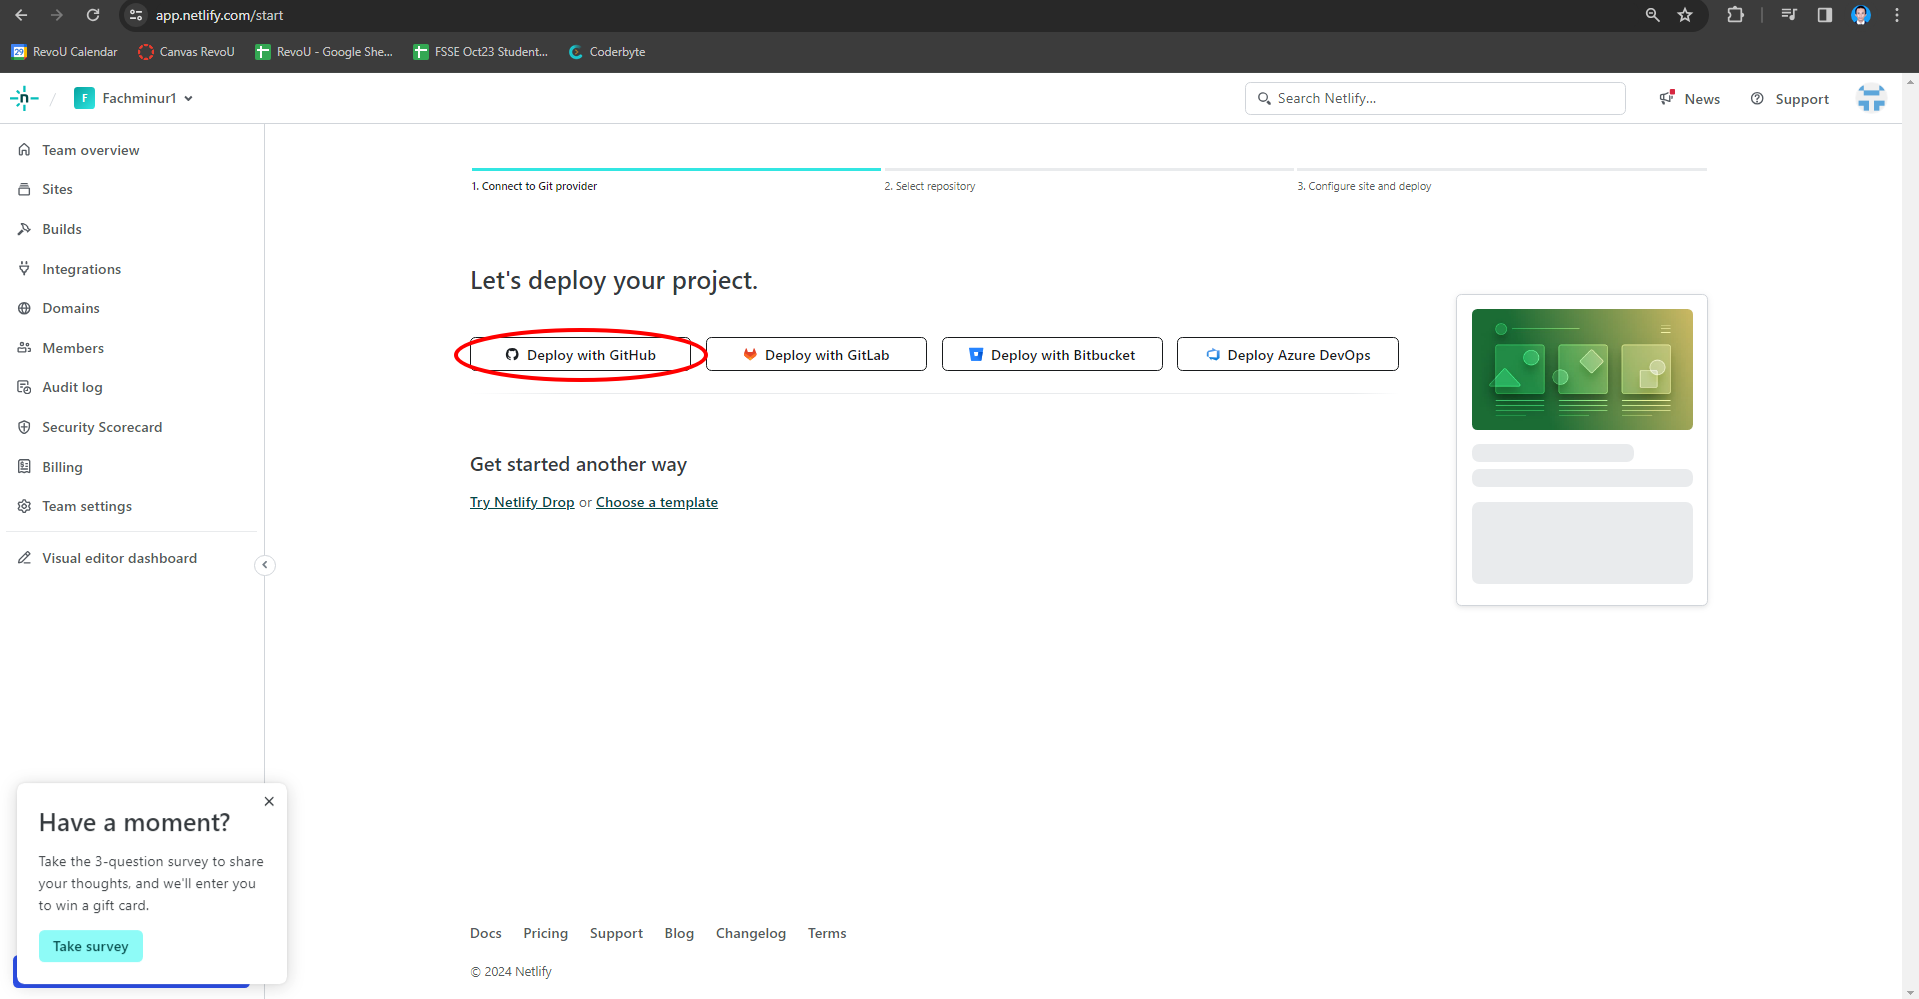 app.netlify.com/start
RevoU Calendar
Canvas RevoU
RevoU - Google She...
FSSE Oct23 Student...
Coderbyte
F
Fachminur1
Search Netlify...
News
Support
Team overview
Sites
Builds
Integrations
Domains
Members
Audit log
Security Scorecard
Billing
Team settings
Visual editor dashboard
1. Connect to Git provider
2. Select repository
3. Configure site and deploy
Let's deploy your project.
Deploy with GitHub
Deploy with GitLab
Deploy with Bitbucket
Deploy Azure DevOps
Get started another way
Try Netlify Drop or Choose a template
Have a moment?
Take the 3-question survey to share
your thoughts, and we'll enter you
to win a gift card.
Take survey
Docs Pricing Support Blog Changelog Terms
© 2024 Netlify